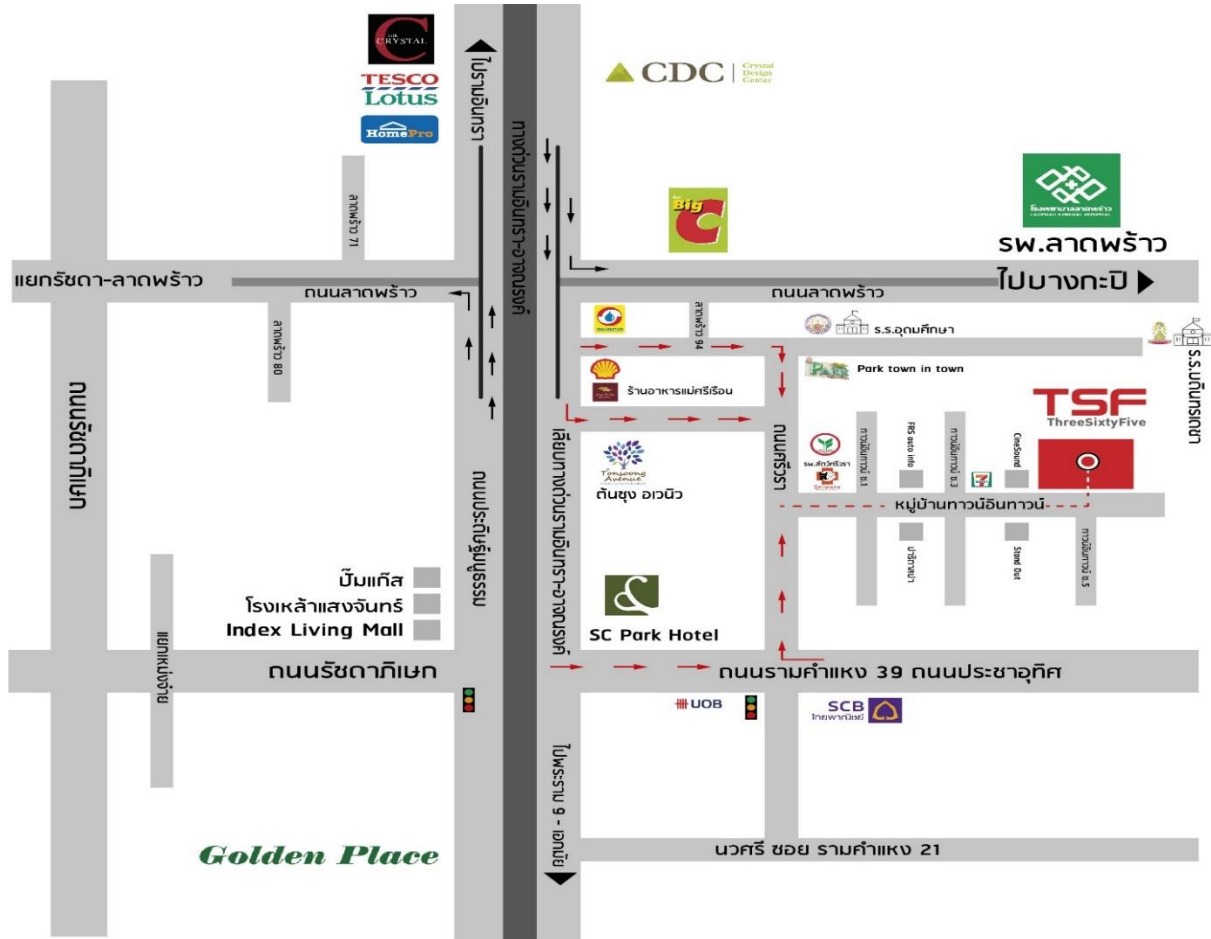 THE
CRYSTAL
C
TESCO
Lotus
HomePro
ไปรามอินทรา
ทางด่วนรามอินทรา-อาจณรงค์
CDC
Crystal
Design
Center
ลาดพร้าว 71
Big
C
โรงพยาบาลลาดพร้าว
LADPRAO GENERAL HOSPITAL
รพ.ลาดพร้าว
แยกรัชดา-ลาดพร้าว
ถนนลาดพร้าว
ถนนลาดพร้าว
ไปบางกะปิ
ลาดพร้าว 80
ลาดพร้าว 94
ร.ร.อุดมศึกษา
ร.ร.บดินทรเดชา
ร้านอาหารแม่ศรีเรือน
PARK
Park town in town
TSF
ThreeSixtyFive
ถนนรัชดาภิเษก
ถนนประดิษฐ์มนูธรรม
เลียบทางด่วนรามอินทรา-อาจณรงค์
Tonsoong
Avenue
ต้นซุง อเวนิว
ถนนศรีวรา
รพ.สัตว์ศรีวรา
ทาวน์อินทาวน์ ซ.1
FRS auto info
ทาวน์อินทาวน์ ซ.3
CineSound
หมู่บ้านทาวน์อินทาวน์
Stand Out
ทาวน์อินทาวน์ ซ.5
ปั๊มแก๊ส
โรงเหล้าแสงจันทร์
Index Living Mall
แยกเหม่งจ๋าย
SC Park Hotel
ถนนรัชดาภิเษก
ถนนรามคำแหง 39 ถนนประชาอุทิศ
UOB
SCB
ไทยพาณิชย์
ไปพระราม 9 - เอกมัย
Golden Place
นวศรี ซอย รามคำแหง 21